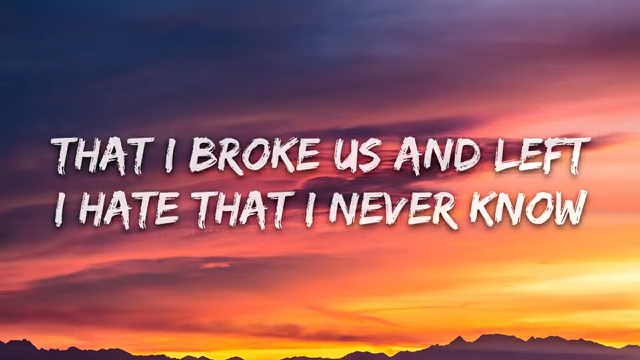 THAT I BROKE US AND LEFT
I HATE THAT I NEVER KNOW